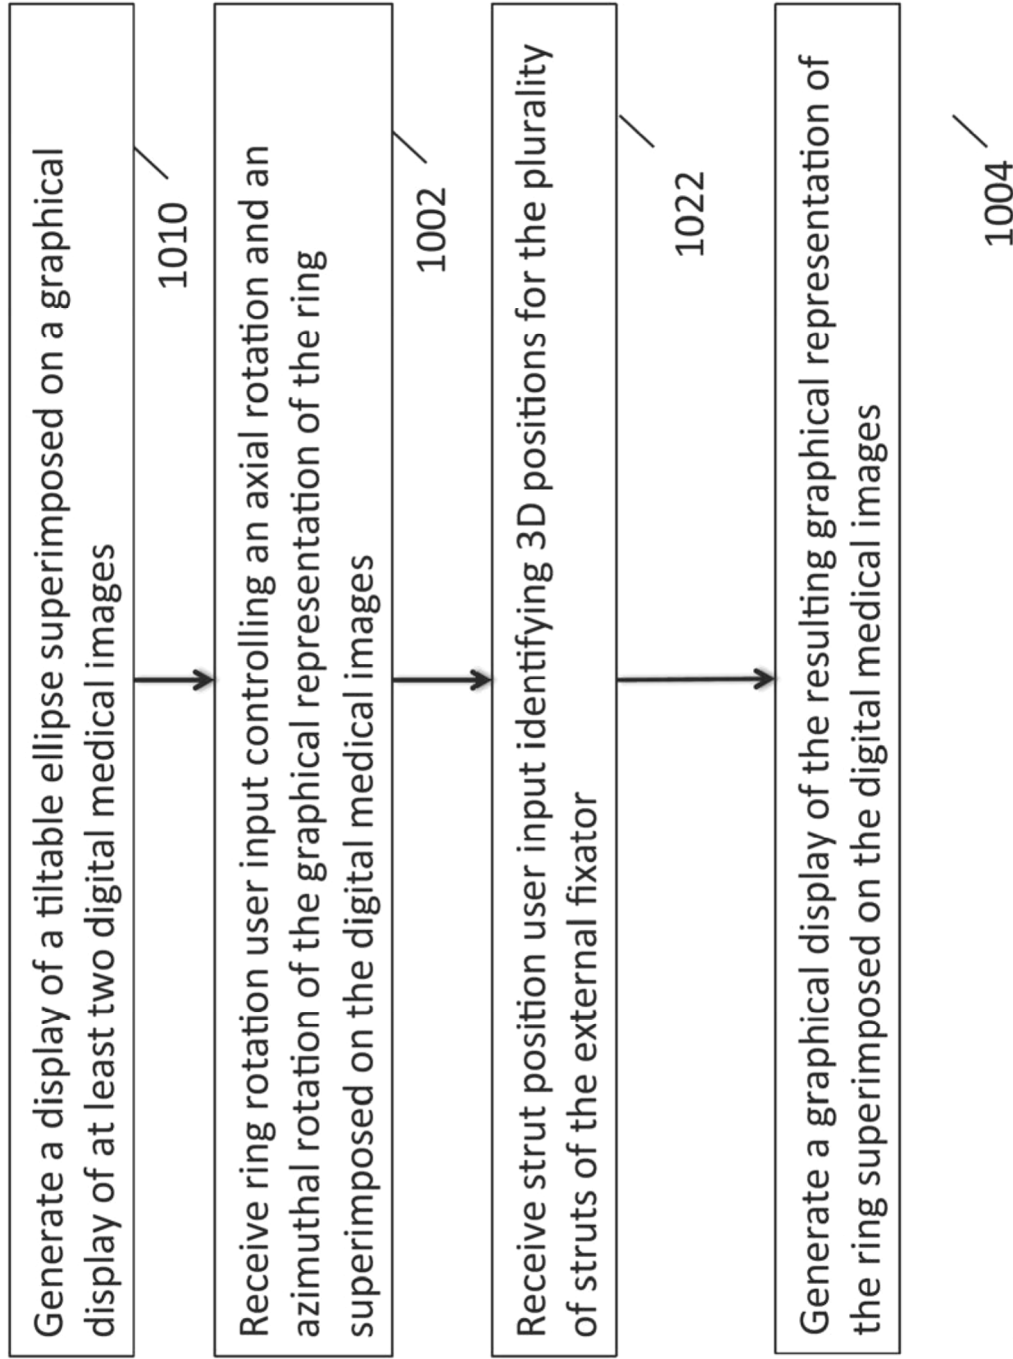 Generate a display of a tiltable ellipse superimposed on a graphical
display of at least two digital medical images
1010
Receive ring rotation user input controlling an axial rotation and an
azimuthal rotation of the graphical representation of the ring
superimposed on the digital medical images
1002
Receive strut position user input identifying 3D positions for the plurality
of struts of the external fixator
1022
Generate a graphical display of the resulting graphical representation of
the ring superimposed on the digital medical images
1004